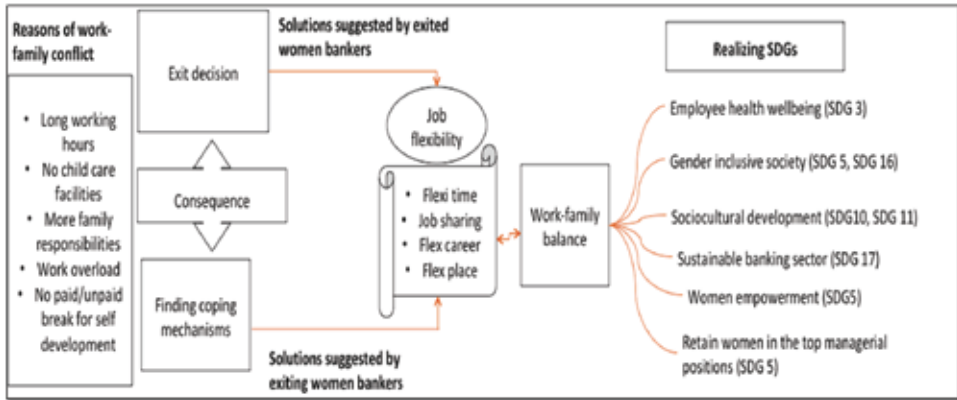 Reasons of work-
family conflict
• Long working
hours
• No child care
facilities
• More family
responsibilities
• Work overload
• No paid/unpaid
break for self
development
Exit decision
Consequence
Finding coping
mechanisms
Solutions suggested by exited
women bankers
Solutions suggested by
exiting women bankers
Job
flexibility
• Flexi time
• Job sharing
• Flex career
• Flex place
Work-family
balance
Realizing SDGs
Employee health wellbeing (SDG 3)
Gender inclusive society (SDG 5, SDG 16)
Sociocultural development (SDG10, SDG 11)
Sustainable banking sector (SDG 17)
Women empowerment (SDG5)
Retain women in the top managerial
positions (SDG 5)